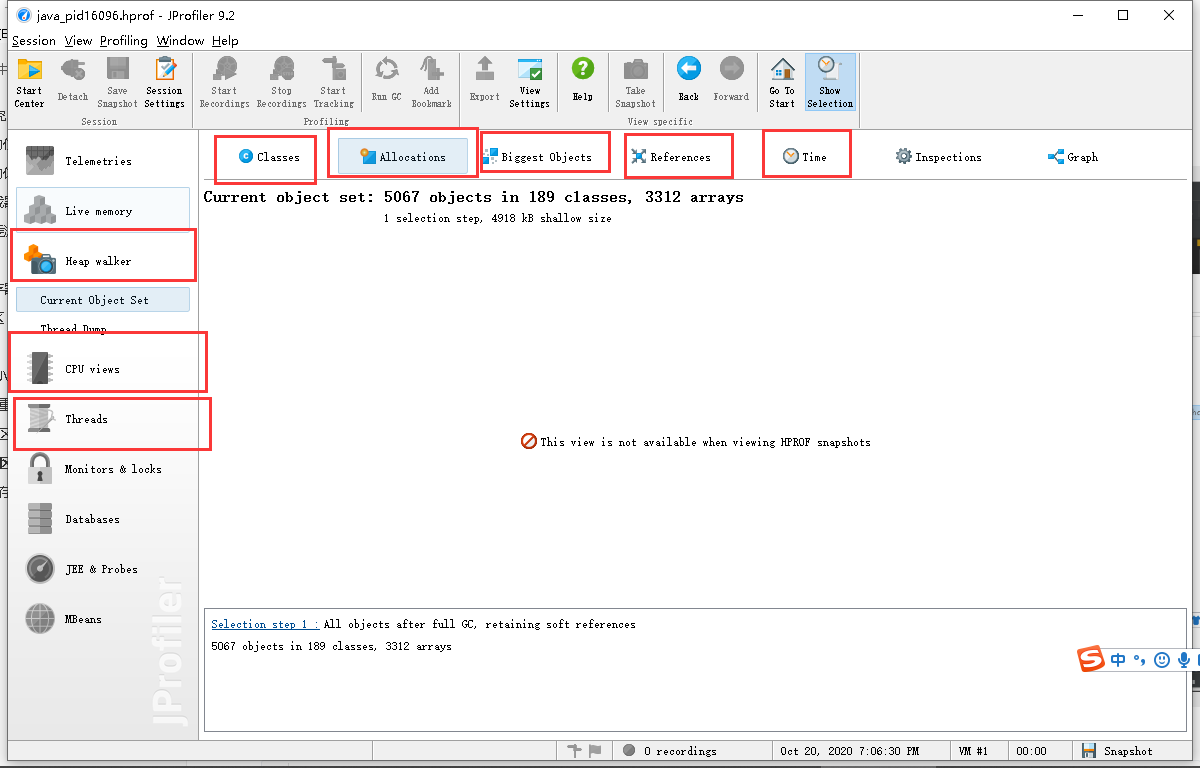 java_pid16096.hprof - JProfiler 9.2
Session View Profiling Window Help
Start Center
Detach
Save Snapshot
Session Settings
Start Recordings
Stop Recordings
Start Tracking
Run GC
Add Bookmark
Export
View Settings
Help
Take Snapshot
Back
Forward
Go To Start
Show Selection
Session
Profiling
View specific
Telemetries
Live memory
Heap walker
Current Object Set
Thread Dump
CPU views
Threads
Monitors & locks
Databases
JEE & Probes
MBeans
JProfiler
Classes
Allocations
Biggest Objects
References
Time
Inspections
Graph
Current object set: 5067 objects in 189 classes, 3312 arrays
1 selection step, 4918 kB shallow size
This view is not available when viewing HPROF snapshots
Selection step 1 : All objects after full GC, retaining soft references
5067 objects in 189 classes, 3312 arrays
中
0 recordings
Oct 20, 2020 7:06:30 PM
VM #1
00:00
Snapshot